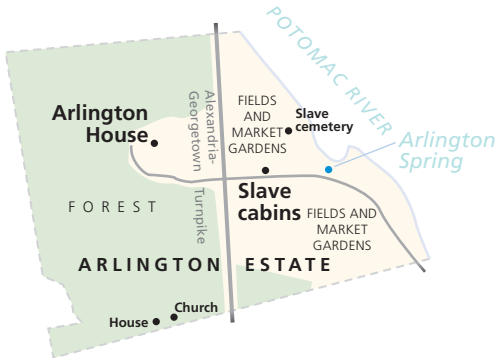 POTOMAC RIVER
Arlington
House
Alexandria-
Georgetown
Turnpike
FIELDS
AND
MARKET
GARDENS
Slave
cemetery
Arlington
Spring
Slave
cabins
FIELDS AND
MARKET
GARDENS
FOREST
ARLINGTON ESTATE
Church
House